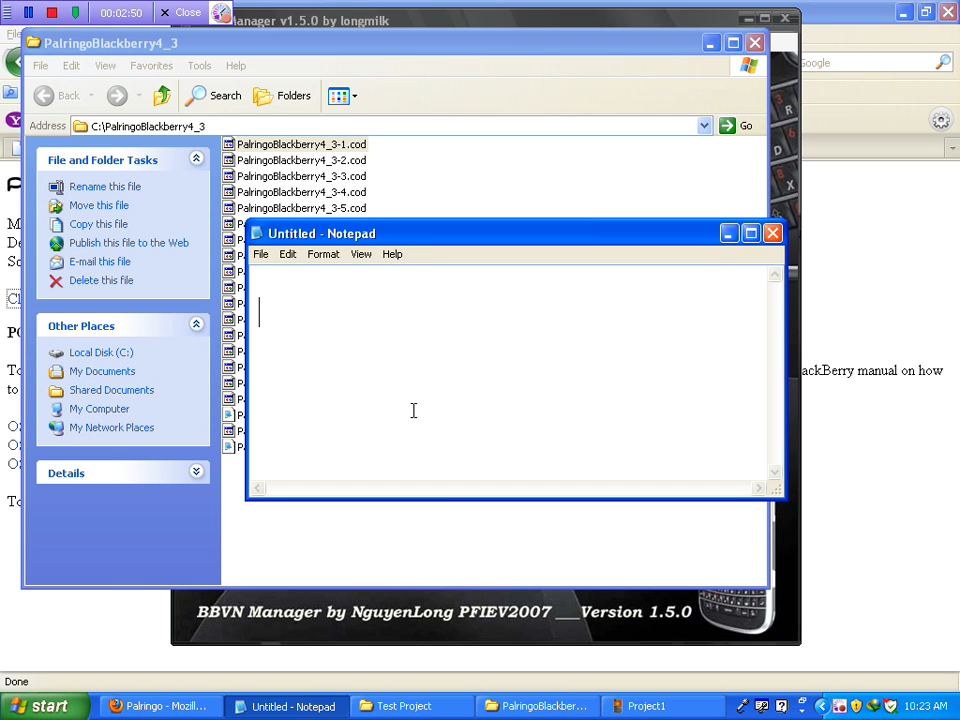 00:02:50
Close
Manager v1.5.0 by longmilk
PalringoBlackberry4_3
File Edit View Favorites Tools Help
Back
Search
Folders
Google
Address
C:\PalringoBlackberry4_3
Go
File and Folder Tasks
Rename this file
Move this file
Copy this file
Publish this file to the Web
E-mail this file
Delete this file
Other Places
Local Disk (C:)
My Documents
Shared Documents
My Computer
My Network Places
Details
PalringoBlackberry4_3-1.cod
PalringoBlackberry4_3-2.cod
PalringoBlackberry4_3-3.cod
PalringoBlackberry4_3-4.cod
PalringoBlackberry4_3-5.cod
Untitled - Notepad
File Edit Format View Help
ackBerry manual on how
to
BBVN Manager by NguyenLong PFIEV2007 ___Version 1.5.0
Done
start
Palringo - Mozill...
Untitled - Notepad
Test Project
PalringoBlackberr...
Project1
10:23 AM